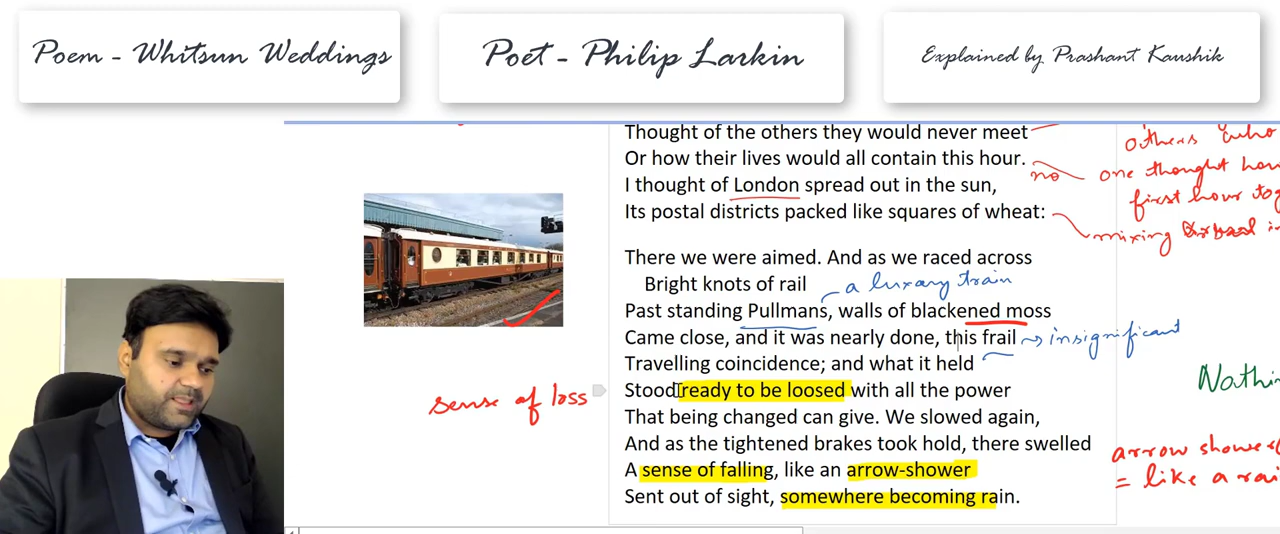 Poem - Whitsun Weddings
Poet - Philip Larkin
Explained by Prashant Kaushik
Thought of the others they would never meet
others who
Or how their lives would all contain this hour.
no one thought how
I thought of London spread out in the sun,
first hour
Its postal districts packed like squares of wheat:
mixing
There we were aimed. And as we raced across
Bright knots of rail
a luxary train
Past standing Pullmans, walls of blackened moss
Came close, and it was nearly done, this frail
insignificant
Travelling coincidence; and what it held
Stood ready to be loosed with all the power
sense of loss
That being changed can give. We slowed again,
And as the tightened brakes took hold, there swelled
arrow shower
A sense of falling, like an arrow-shower
= like a
Sent out of sight, somewhere becoming rain.